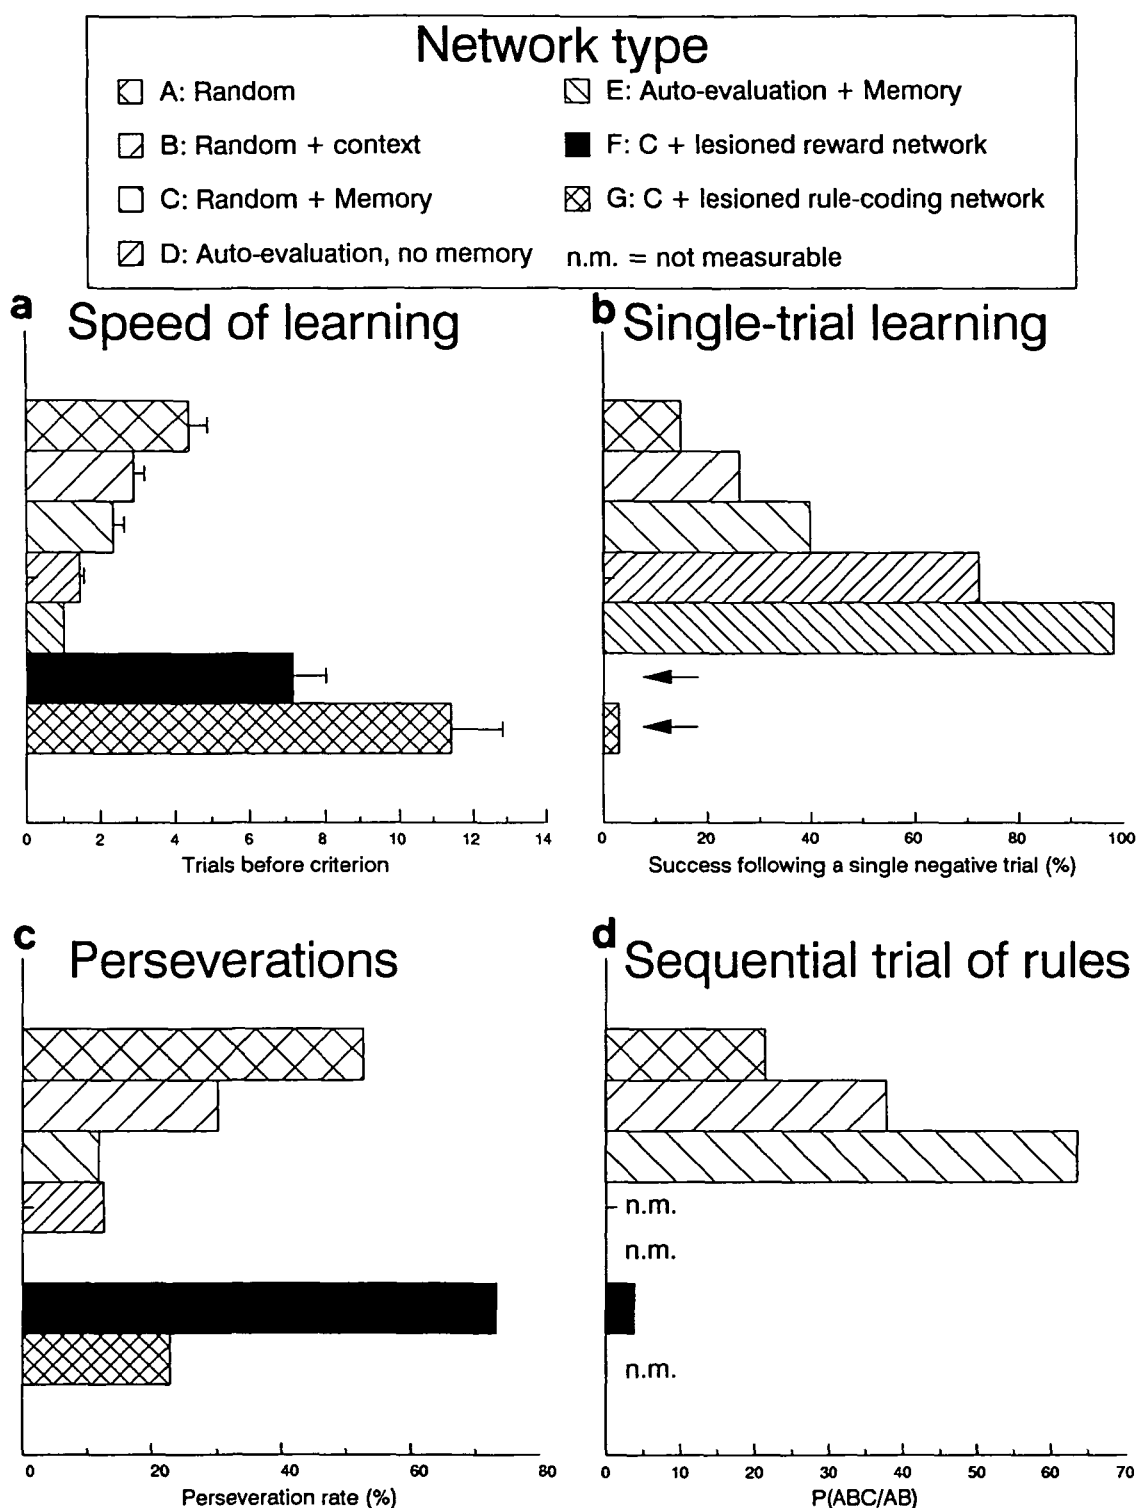 Network type
A: Random
B: Random + context
C: Random + Memory
D: Auto-evaluation, no memory
E: Auto-evaluation + Memory
F: C + lesioned reward network
G: C + lesioned rule-coding network
n.m. = not measurable
a Speed of learning
0 2 4 6 8 10 12 14
Trials before criterion
b Single-trial learning
0 20 40 60 80 100
Success following a single negative trial (%)
c Perseverations
0 20 40 60 80
Perseveration rate (%)
d Sequential trial of rules
n.m.
n.m.
n.m.
0 10 20 30 40 50 60 70
P(ABC/AB)